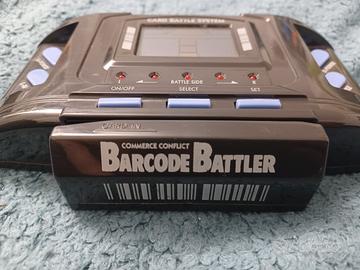 CARD BATTLE SYSTEM
BATTLE SIDE
ON/OFF SELECT SET
COMMERCE CONFLICT
BARCODE BATTLER